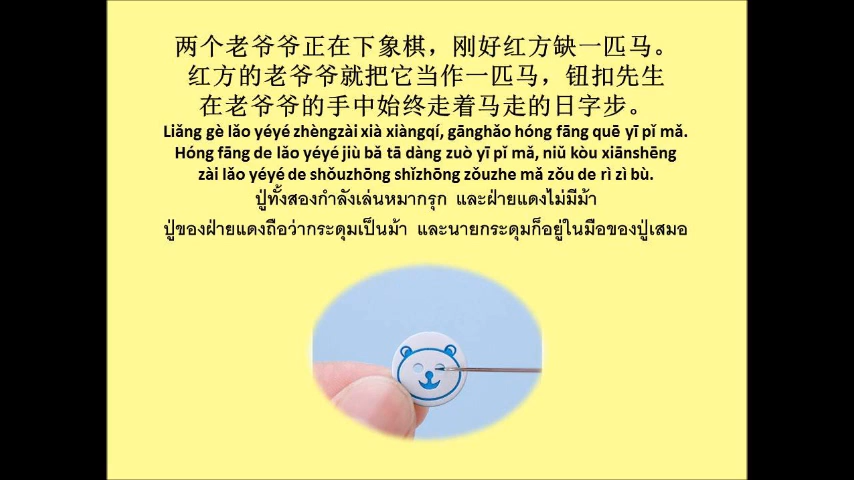 两个老爷爷正在下象棋，刚好红方缺一匹马。
红方的老爷爷就把它当作一匹马，钮扣先生
在老爷爷的手中始终走着马走的日字步。
Liǎng gè lǎo yéyé zhèngzài xià xiàngqí, gānghǎo hóng fāng quē yī pǐ mǎ.
Hóng fāng de lǎo yéyé jiù bǎ tā dàng zuò yī pǐ mǎ, niǔ kòu xiānshēng
zài lǎo yéyé de shǒuzhōng shǐzhōng zǒuzhe mǎ zǒu de rì zì bù.
ปู่ทั้งสองกำลังเล่นหมากรุก และฝ่ายแดงไม่มีม้า
ปู่ของฝ่ายแดงถือว่ากระดุมเป็นม้า และนายกระดุมก็อยู่ในมือของปู่เสมอ